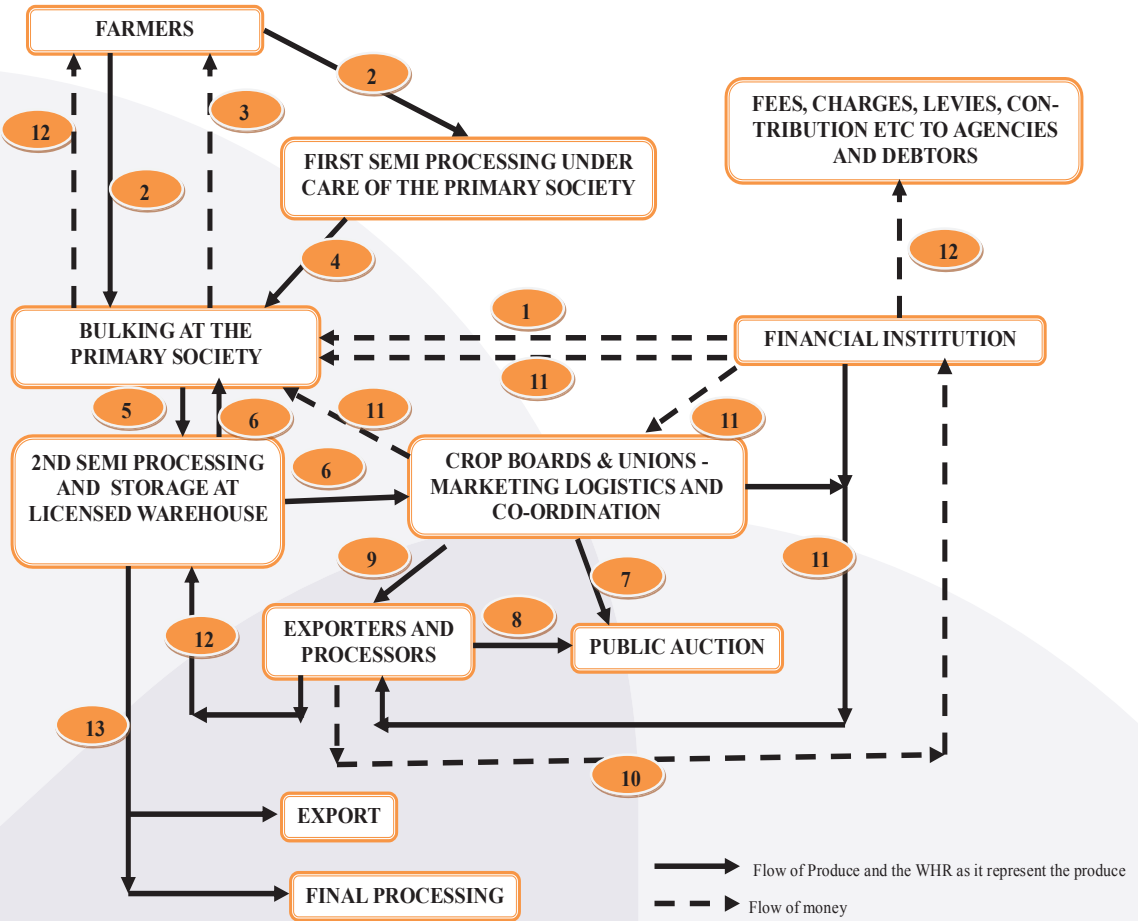 FARMERS
2
3
12
2
FEES, CHARGES, LEVIES, CON-
TRIBUTION ETC TO AGENCIES
AND DEBTORS
FIRST SEMI PROCESSING UNDER
CARE OF THE PRIMARY SOCIETY
4
12
1
BULKING AT THE
PRIMARY SOCIETY
FINANCIAL INSTITUTION
11
5
6
11
11
2ND SEMI PROCESSING
AND STORAGE AT
LICENSED WAREHOUSE
6
CROP BOARDS & UNIONS -
MARKETING LOGISTICS AND
CO-ORDINATION
9
7
11
12
EXPORTERS AND
PROCESSORS
8
PUBLIC AUCTION
13
10
EXPORT
FINAL PROCESSING
Flow of Produce and the WHR as it represent the produce
Flow of money